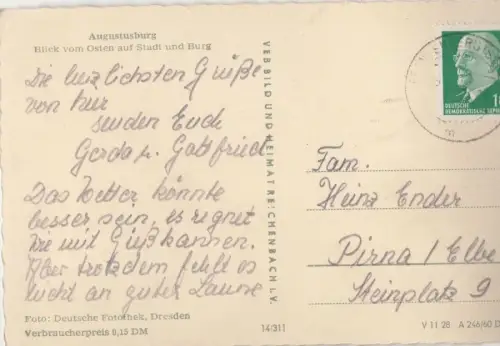 Augustusburg
Blick vom Osten auf Stadt und Burg
Die herzlichsten Grüße
von hier
senden Euch
Gerda u. Gottfried
Das Wetter könnte
besser sein, es regnet
wie mit Gießkannen.
Aber trotzdem fehlt es
nicht an guter Laune
Foto: Deutsche Fotothek, Dresden
Verbraucherpreis 0,15 DM
14/311
VEB BILD UND HEIMAT REICHENBACH I. V.
DEUTSCHE
DEMOKRATISCHE
Fam.
Heinz Ender
Pirna / Elbe
Steinplatz 9
V 11 28 A 246/60 D